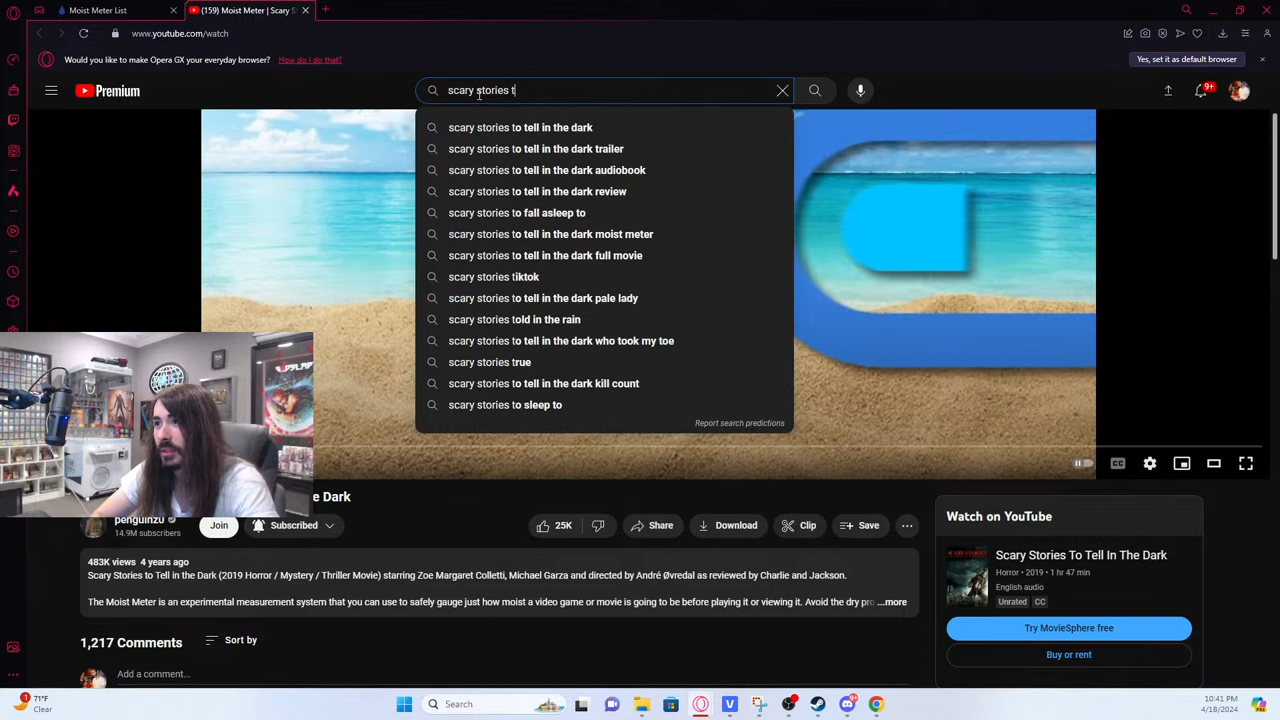 Moist Meter List
(159) Moist Meter | Scary S
www.youtube.com/watch
Would you like to make Opera GX your everyday browser? How do I do that?
Yes, set it as default browser
Premium
scary stories t
9+
scary stories to tell in the dark
scary stories to tell in the dark trailer
scary stories to tell in the dark audiobook
scary stories to tell in the dark review
scary stories to fall asleep to
scary stories to tell in the dark moist meter
scary stories to tell in the dark full movie
scary stories tiktok
scary stories to tell in the dark pale lady
scary stories told in the rain
scary stories to tell in the dark who took my toe
scary stories true
scary stories to tell in the dark kill count
scary stories to sleep to
Report search predictions
CC
e Dark
penguinz0
14.9M subscribers
Join
Subscribed
25K
Share
Download
Clip
Save
483K views 4 years ago
Scary Stories to Tell in the Dark (2019 Horror / Mystery / Thriller Movie) starring Zoe Margaret Colletti, Michael Garza and directed by André Øvredal as reviewed by Charlie and Jackson.
The Moist Meter is an experimental measurement system that you can use to safely gauge just how moist a video game or movie is going to be before playing it or viewing it. Avoid the dry pro ...more
1,217 Comments
Sort by
Add a comment...
Watch on YouTube
Scary Stories To Tell In The Dark
Horror • 2019 • 1 hr 47 min
English audio
Unrated CC
Try MovieSphere free
Buy or rent
1
71°F
Clear
Search
9+
10:41 PM
4/18/2024